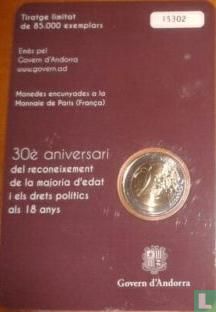 Tiratge limitat
de 85.000 exemplars
15302
Emès pel
Govern d'Andorra
www.govern.ad
Monedes encunyades a la
Monnaie de Paris (França)
30è aniversari
del reconeixement
de la majoria d'edat
i els drets polítics
als 18 anys
2
Govern d'Andorra